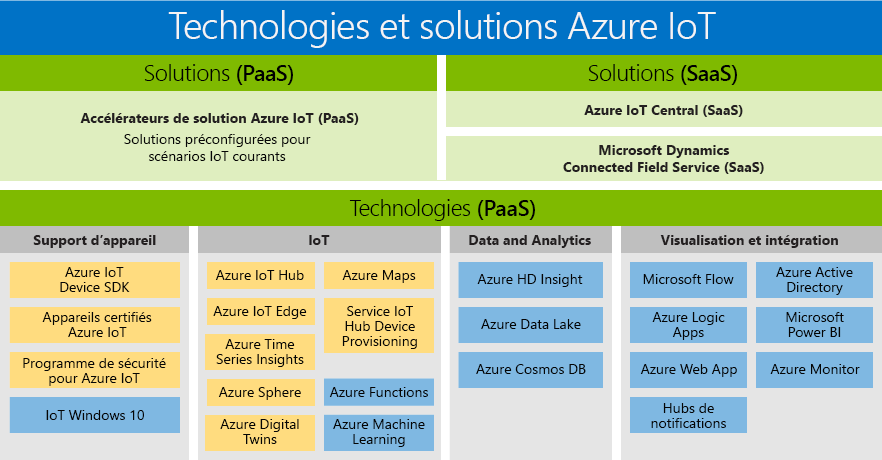 Technologies et solutions Azure IoT
Solutions (PaaS)
Accélérateurs de solution Azure IoT (PaaS)
Solutions préconfigurées pour
scénarios IoT courants
Solutions (SaaS)
Azure IoT Central (SaaS)
Microsoft Dynamics
Connected Field Service (SaaS)
Technologies (PaaS)
Support d'appareil
Azure IoT
Device SDK
Appareils certifiés
Azure IoT
Programme de sécurité
pour Azure IoT
IoT Windows 10
IoT
Azure IoT Hub
Azure IoT Edge
Azure Time
Series Insights
Azure Sphere
Azure Digital
Twins
Azure Maps
Service IoT
Hub Device
Provisioning
Azure Functions
Azure Machine
Learning
Data and Analytics
Azure HD Insight
Azure Data Lake
Azure Cosmos DB
Visualisation et intégration
Microsoft Flow
Azure Logic
Apps
Azure Web App
Hubs de
notifications
Azure Active
Directory
Microsoft
Power BI
Azure Monitor